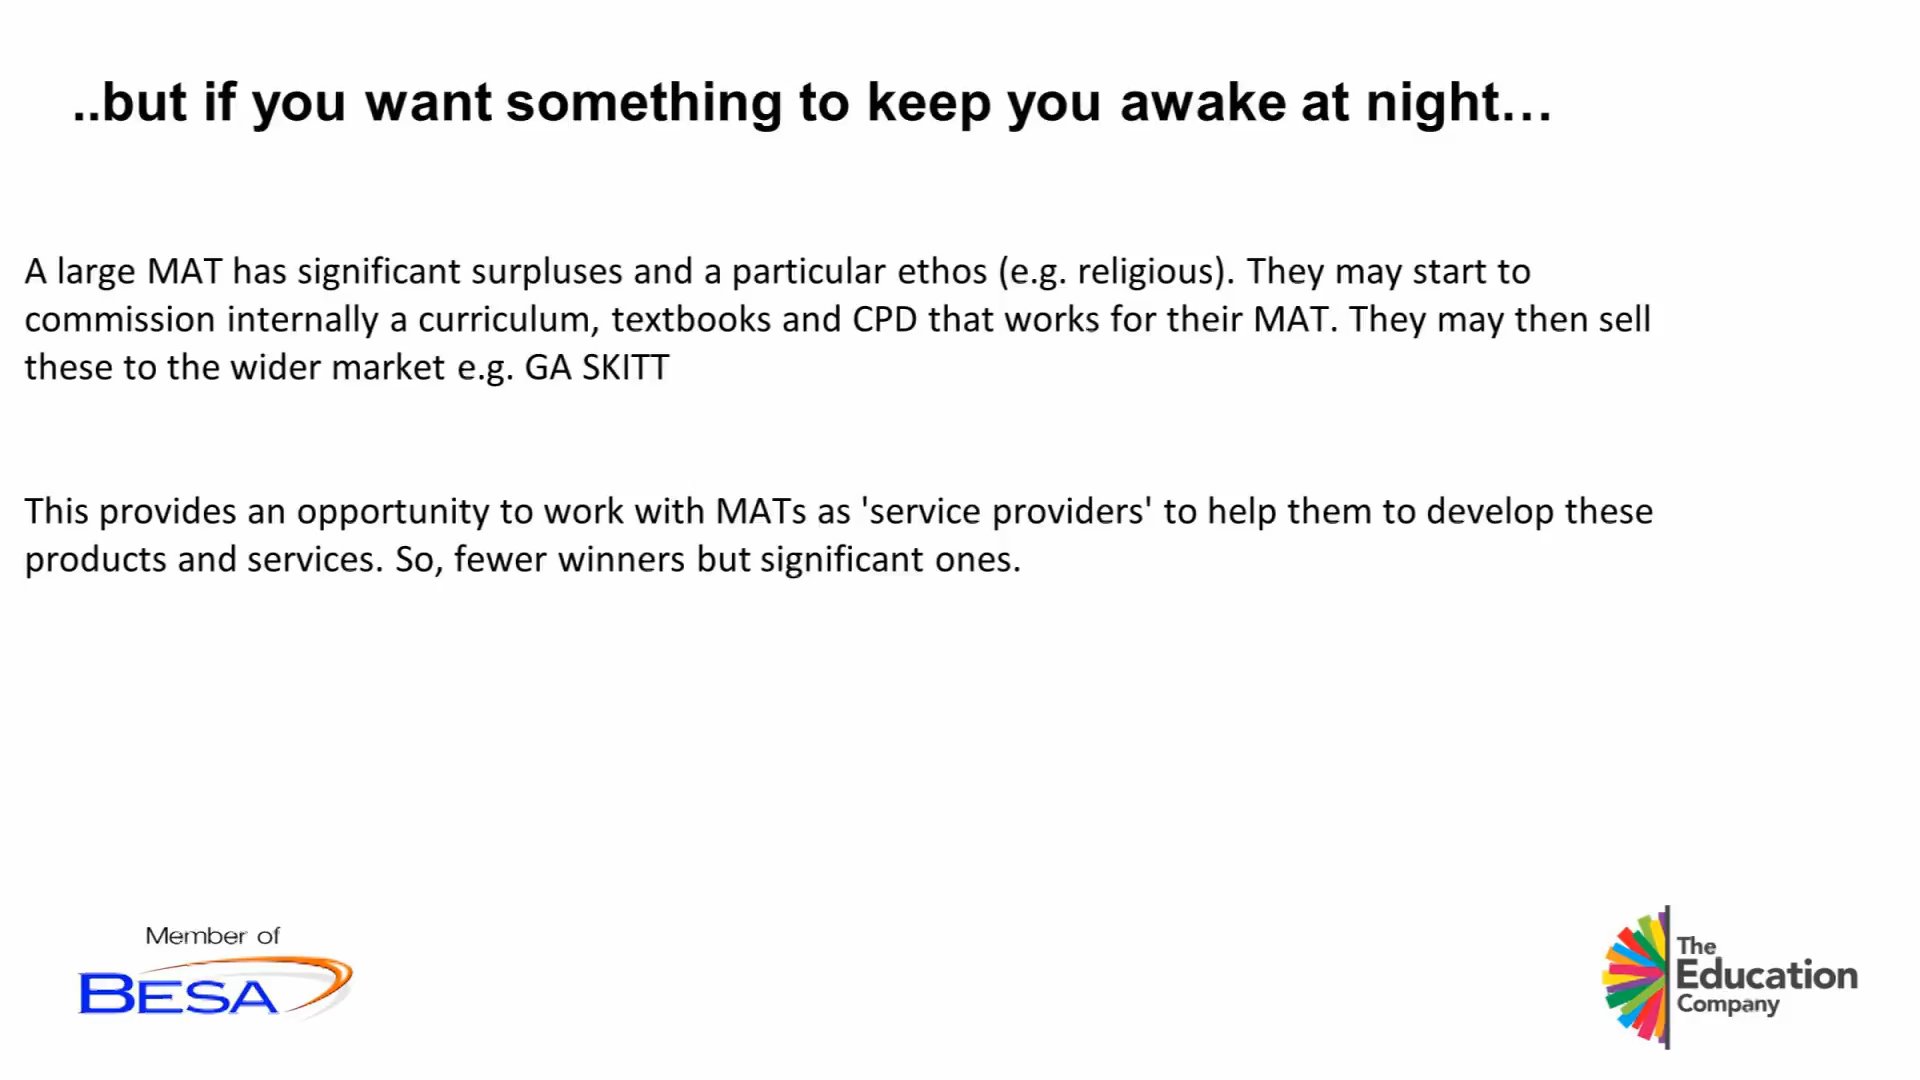 ..but if you want something to keep you awake at night…
A large MAT has significant surpluses and a particular ethos (e.g. religious). They may start to
commission internally a curriculum, textbooks and CPD that works for their MAT. They may then sell
these to the wider market e.g. GA SKITT
This provides an opportunity to work with MATs as 'service providers' to help them to develop these
products and services. So, fewer winners but significant ones.
Member of
BESA
The
Education
Company